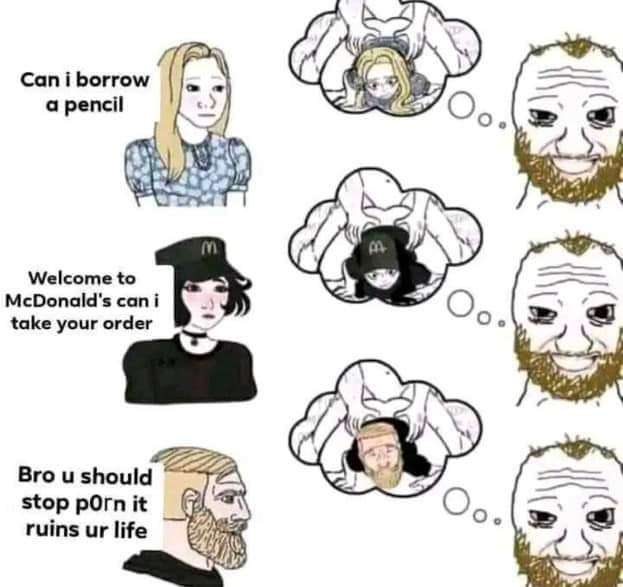 Can i borrow
a pencil
Welcome to
McDonald's can i
take your order
Bro u should
stop p0rn it
ruins ur life